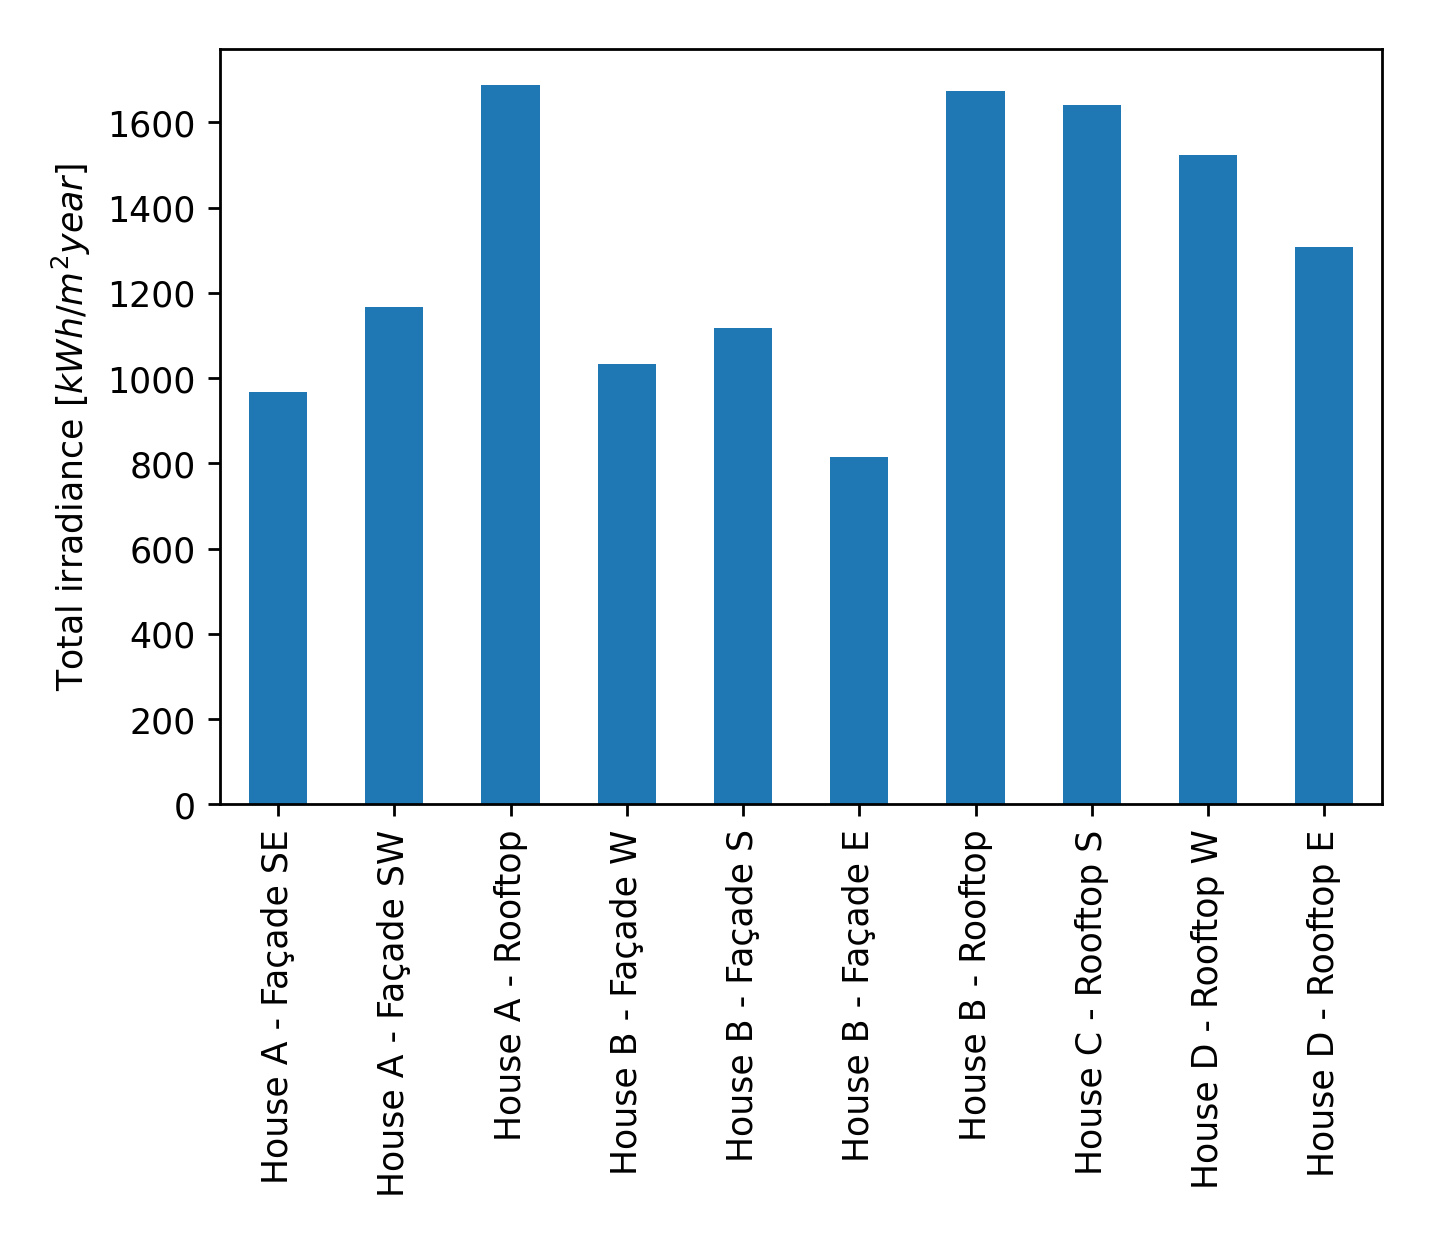 Total irradiance [kWh/m²year]
1600
1400
1200
1000
800
600
400
200
0
House A - Façade SE
House A - Façade SW
House A - Rooftop
House B - Façade W
House B - Façade S
House B - Façade E
House B - Rooftop
House C - Rooftop S
House D - Rooftop W
House D - Rooftop E